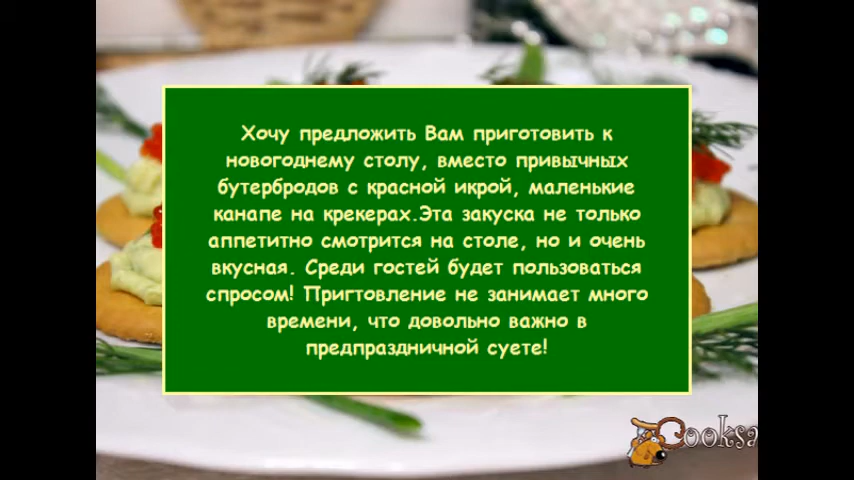 Хочу предложить Вам приготовить к
новогоднему столу, вместо привычных
бутербродов с красной икрой, маленькие
канапе на крекерах.Эта закуска не только
аппетитно смотрится на столе, но и очень
вкусная. Среди гостей будет пользоваться
спросом! Пригтовление не занимает много
времени, что довольно важно в
предпраздничной суете!
Cooksa